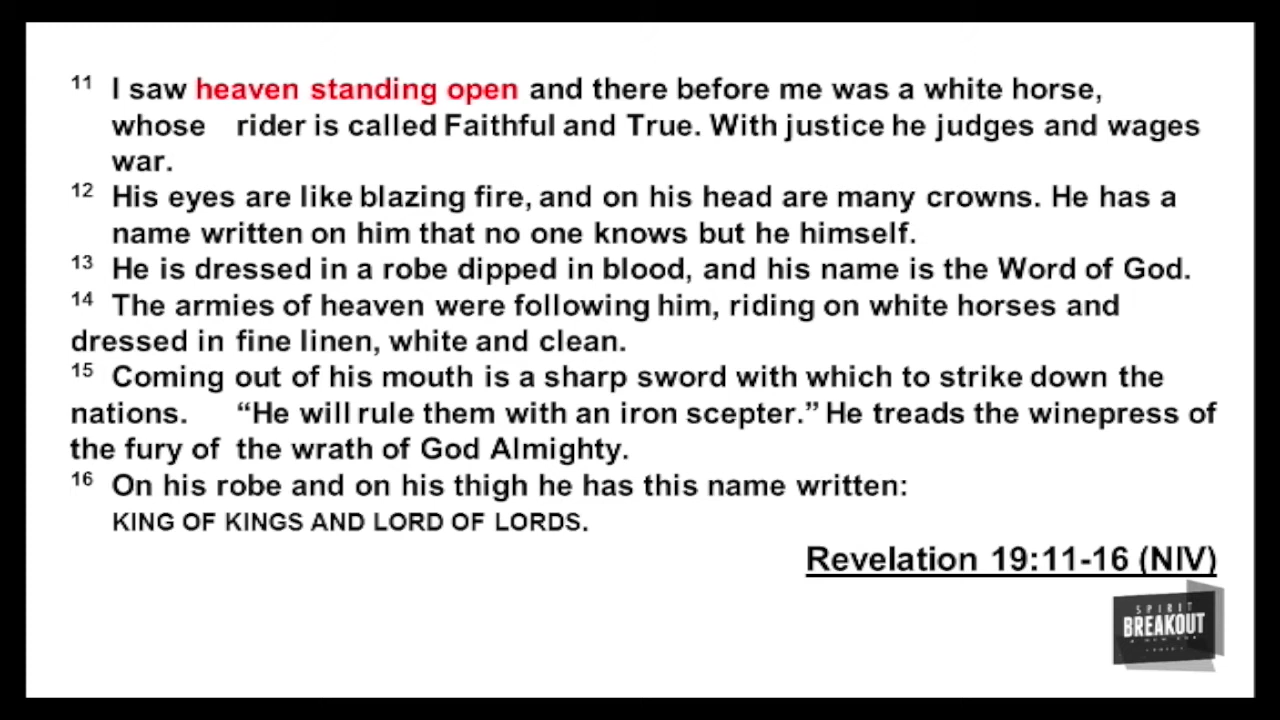 11 I saw heaven standing open and there before me was a white horse,
whose rider is called Faithful and True. With justice he judges and wages
war.
12 His eyes are like blazing fire, and on his head are many crowns. He has a
name written on him that no one knows but he himself.
13 He is dressed in a robe dipped in blood, and his name is the Word of God.
14 The armies of heaven were following him, riding on white horses and
dressed in fine linen, white and clean.
15 Coming out of his mouth is a sharp sword with which to strike down the
nations. “He will rule them with an iron scepter.” He treads the winepress of
the fury of the wrath of God Almighty.
16 On his robe and on his thigh he has this name written:
KING OF KINGS AND LORD OF LORDS.
Revelation 19:11-16 (NIV)
SPIRIT
BREAKOUT